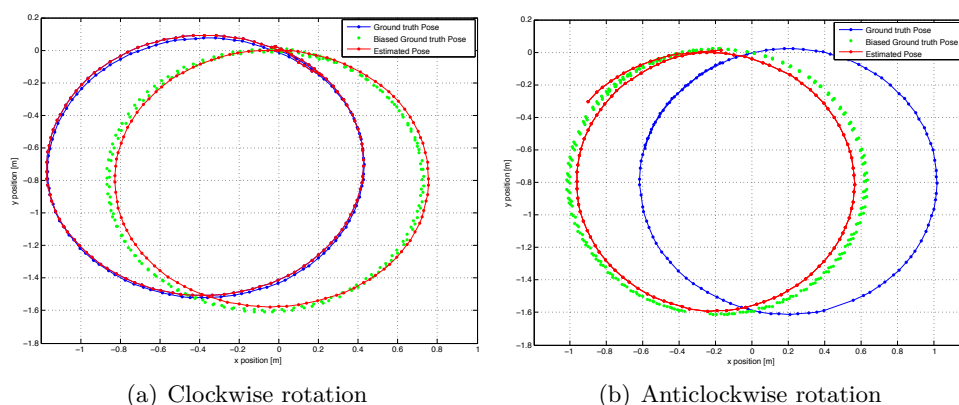 0.2
0
-0.2
-0.4
-0.6
-0.8
-1
-1.2
-1.4
-1.6
-1.8
y position [m]
-1 -0.8 -0.6 -0.4 -0.2 0 0.2 0.4 0.6 0.8 1
x position [m]
Ground truth Pose
Biased Ground truth Pose
Estimated Pose
(a) Clockwise rotation
0.2
0
-0.2
-0.4
-0.6
-0.8
-1
-1.2
-1.4
-1.6
-1.8
y position [m]
-1 -0.8 -0.6 -0.4 -0.2 0 0.2 0.4 0.6 0.8 1
x position [m]
Ground truth Pose
Biased Ground truth Pose
Estimated Pose
(b) Anticlockwise rotation